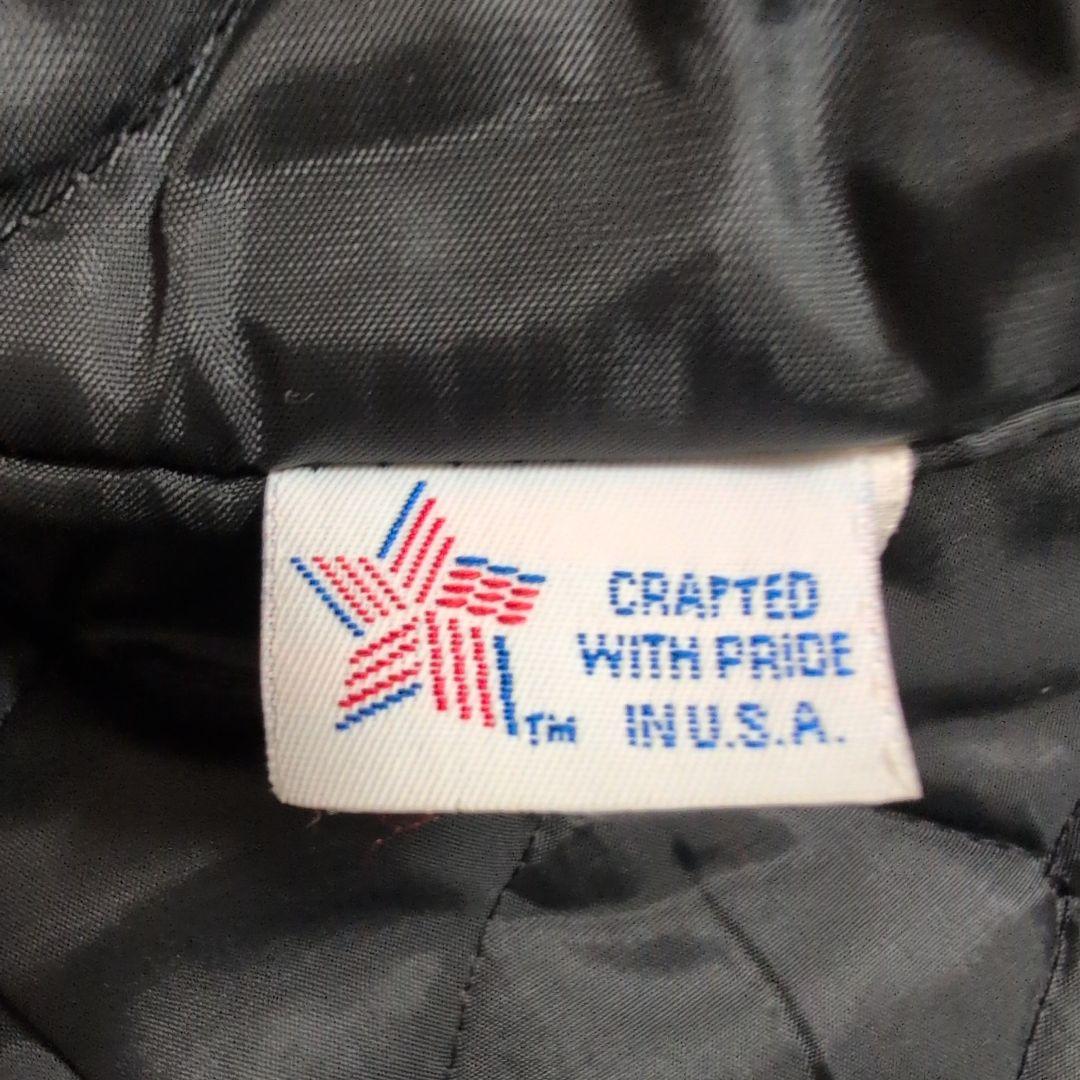 CRAFTED
WITH PRIDE
IN U.S.A.
TM